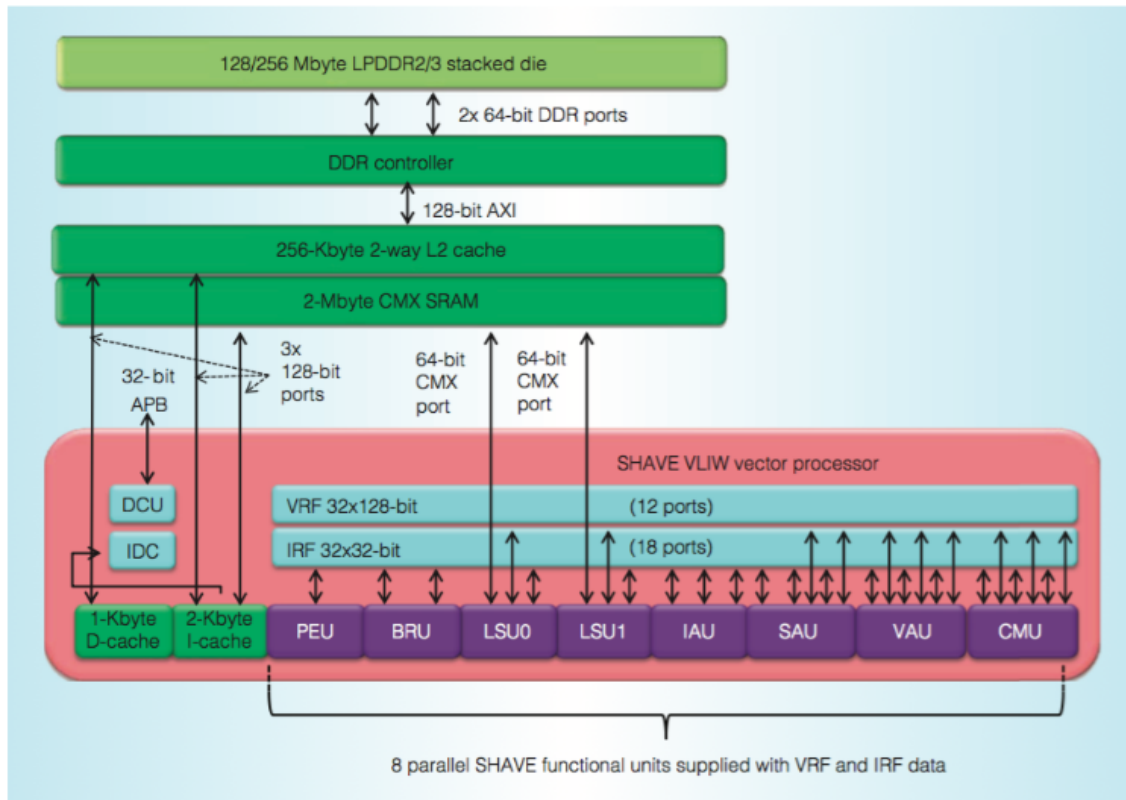 128/256 Mbyte LPDDR2/3 stacked die
2x 64-bit DDR ports
DDR controller
128-bit AXI
256-Kbyte 2-way L2 cache
2-Mbyte CMX SRAM
32-bit
APB
3x
128-bit
ports
64-bit
CMX
port
64-bit
CMX
port
SHAVE VLIW vector processor
DCU
VRF 32x128-bit
(12 ports)
IDC
IRF 32x32-bit
(18 ports)
1-Kbyte
D-cache
2-Kbyte
I-cache
PEU
BRU
LSU0
LSU1
IAU
SAU
VAU
CMU
8 parallel SHAVE functional units supplied with VRF and IRF data